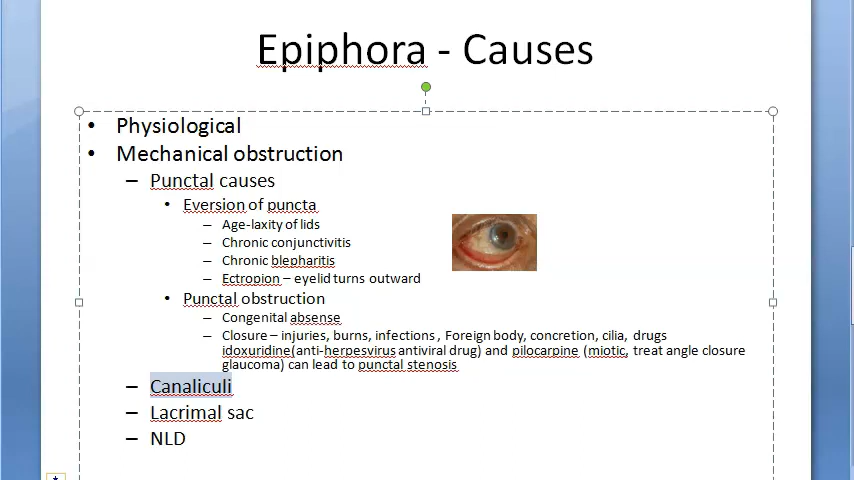 Epiphora - Causes
• Physiological
• Mechanical obstruction
– Punctal causes
• Eversion of puncta
– Age-laxity of lids
– Chronic conjunctivitis
– Chronic blepharitis
– Ectropion – eyelid turns outward
• Punctal obstruction
– Congenital absense
– Closure – injuries, burns, infections , Foreign body, concretion, cilia, drugs
idoxuridine(anti-herpesvirus antiviral drug) and pilocarpine (miotic, treat angle closure
glaucoma) can lead to punctal stenosis
– Canaliculi
– Lacrimal sac
– NLD